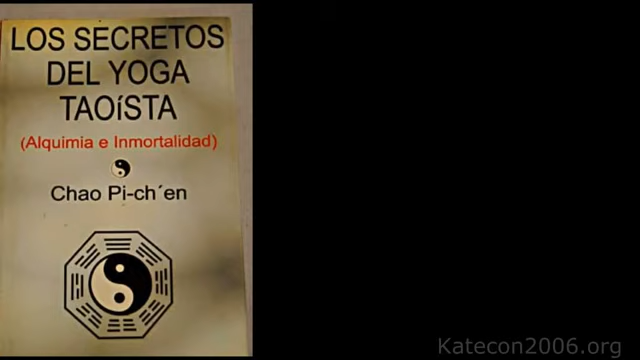 LOS SECRETOS
DEL YOGA
TAOíSTA
(Alquimia e Inmortalidad)
Chao Pi-ch´en
Katecon2006.org